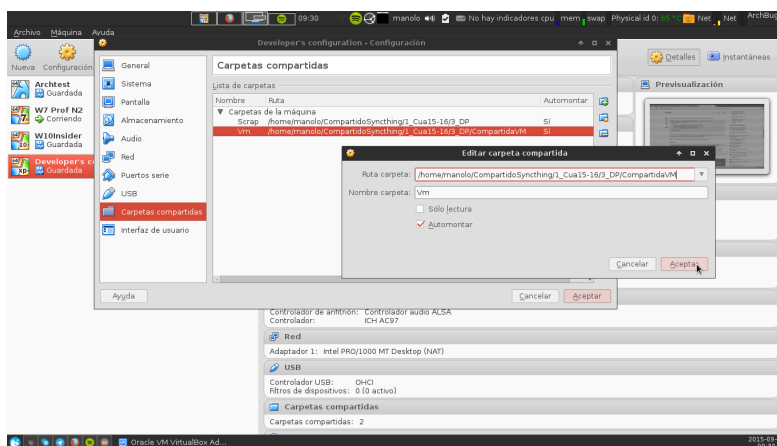 09:30
manolo
No hay indicadores
cpu
mem
swap
Physical id 0: 65 °C
Net
Net
ArchBug
Archivo Máquina Ayuda
Developer's configuration - Configuración
Nueva Configuración
Detalles
Instantáneas
Archtest
Guardada
W7 Prof N2
Corriendo
W10Insider
Guardada
Developer's co
Guardada
General
Sistema
Pantalla
Almacenamiento
Audio
Red
Puertos serie
USB
Carpetas compartidas
Interfaz de usuario
Carpetas compartidas
Lista de carpetas
Nombre Ruta Automontar
Carpetas de la máquina
Scrap /home/manolo/CompartidoSyncthing/1_Cua15-16/3_DP Sí
Vm /home/manolo/CompartidoSyncthing/1_Cua15-16/3_DP/CompartidaVM Sí
Previsualización
Editar carpeta compartida
Ruta carpeta: /home/manolo/CompartidoSyncthing/1_Cua15-16/3_DP/CompartidaVM
Nombre carpeta: Vm
Sólo lectura
Automontar
Cancelar Aceptar
Ayuda Cancelar Aceptar
Controlador de anfitrión: Controlador audio ALSA
Controlador: ICH AC97
Red
Adaptador 1: Intel PRO/1000 MT Desktop (NAT)
USB
Controlador USB: OHCI
Filtros de dispositivos: 0 (0 activo)
Carpetas compartidas
Carpetas compartidas: 2
Oracle VM VirtualBox Ad...